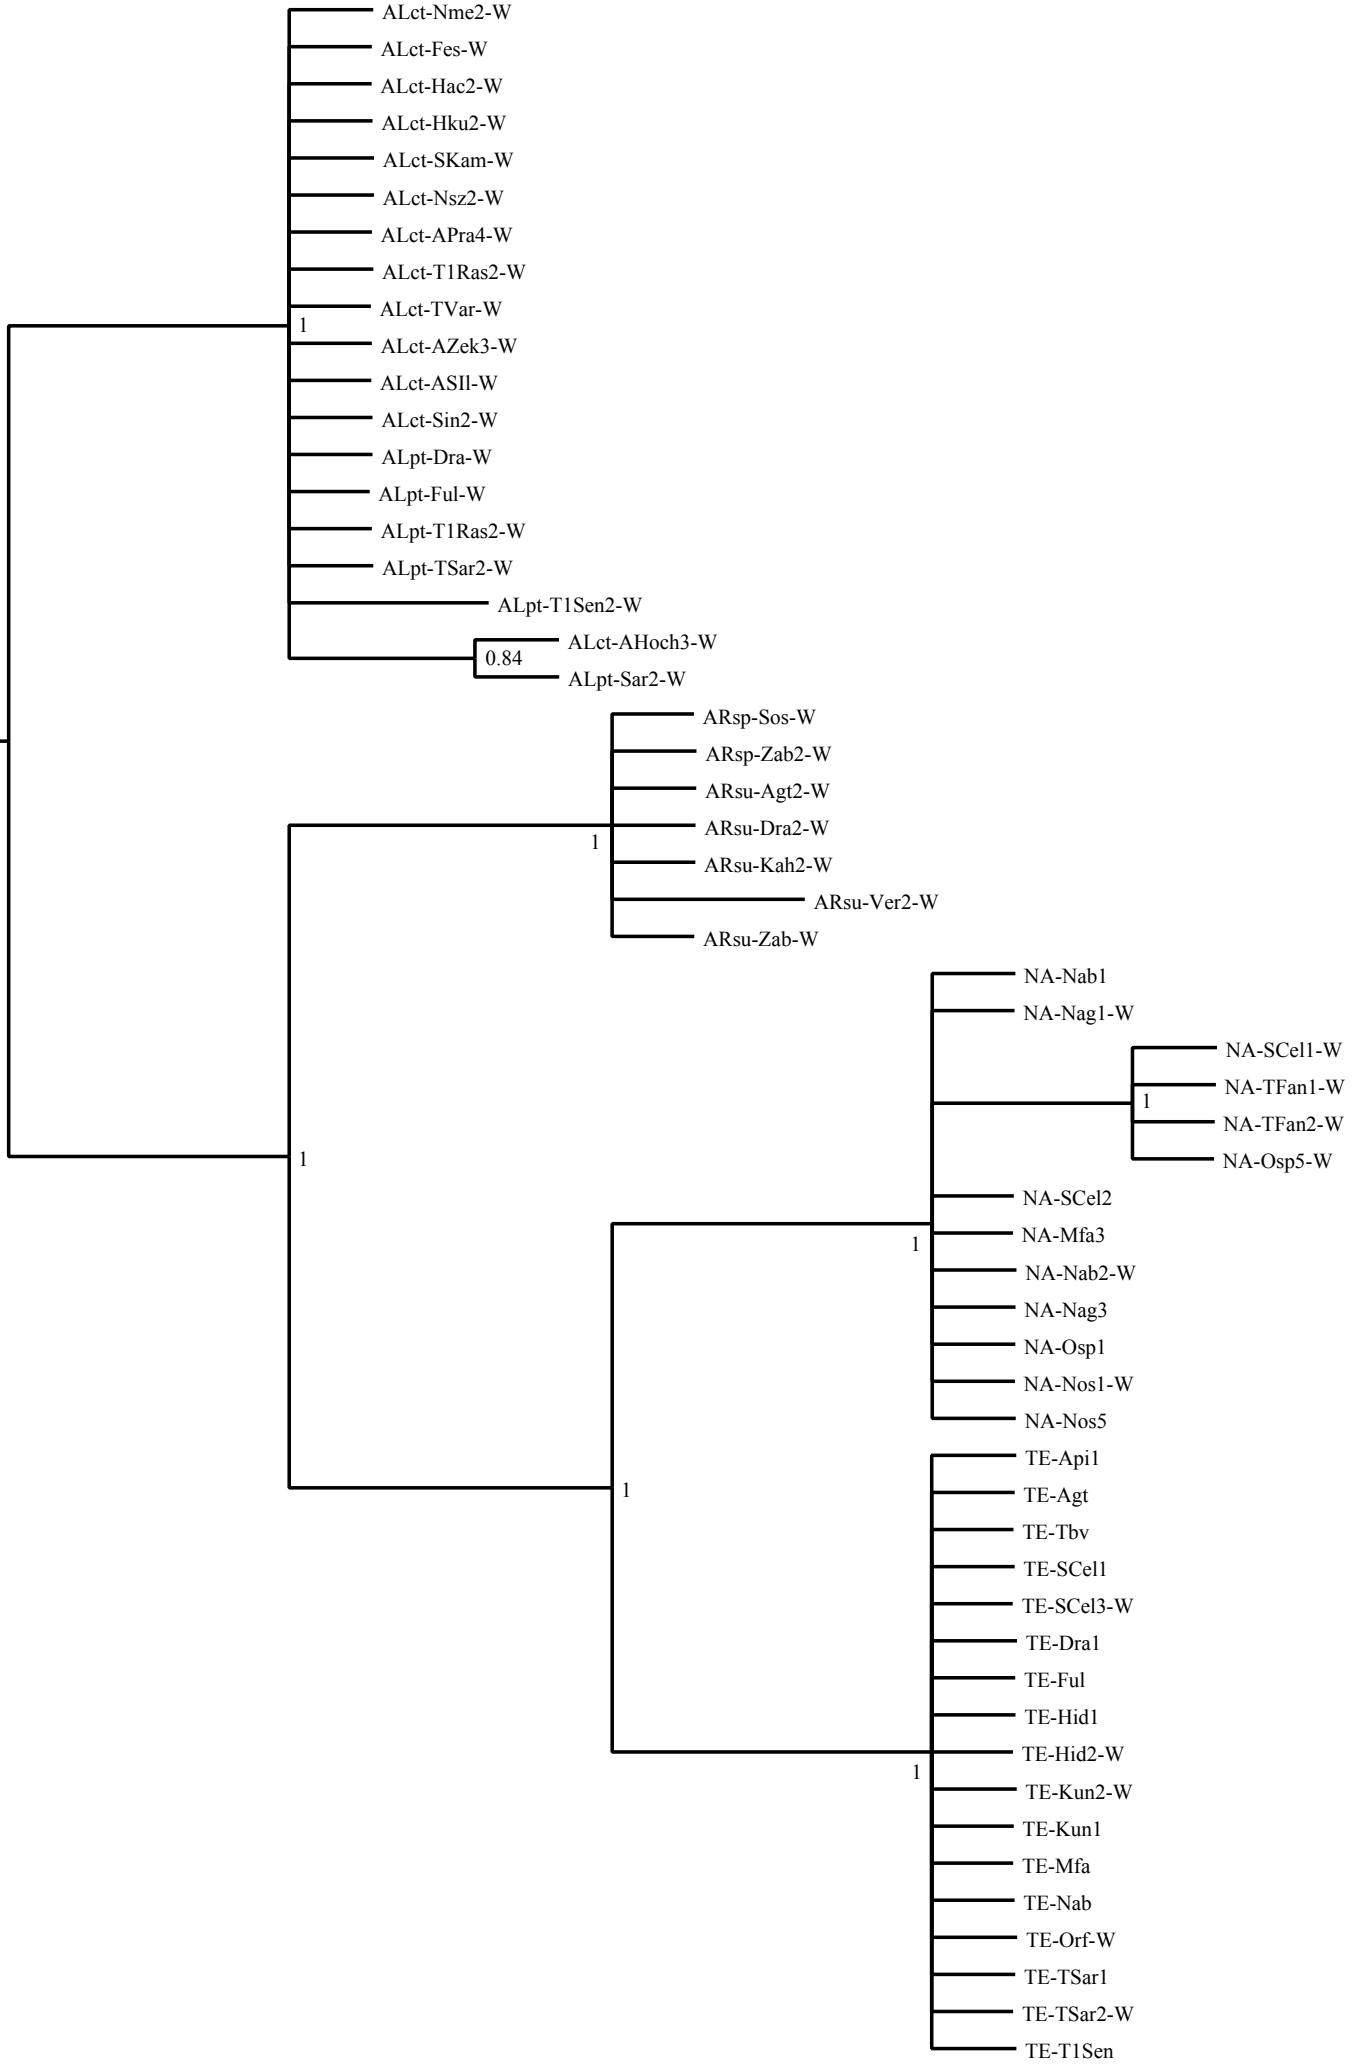 ALct-Nme2-W
ALct-Fes-W
ALct-Hac2-W
ALct-Hku2-W
ALct-SKam-W
ALct-Nsz2-W
ALct-APra4-W
ALct-T1Ras2-W
ALct-TVar-W
1
ALct-AZek3-W
ALct-ASIl-W
ALct-Sin2-W
ALpt-Dra-W
ALpt-Ful-W
ALpt-T1Ras2-W
ALpt-TSar2-W
ALpt-T1Sen2-W
ALct-AHoch3-W
0.84
ALpt-Sar2-W
ARsp-Sos-W
ARsp-Zab2-W
ARsu-Agt2-W
ARsu-Dra2-W
1
ARsu-Kah2-W
ARsu-Ver2-W
ARsu-Zab-W
NA-Nab1
NA-Nag1-W
NA-SCel1-W
NA-TFan1-W
1
NA-TFan2-W
NA-Osp5-W
1
NA-SCel2
NA-Mfa3
1
NA-Nab2-W
NA-Nag3
NA-Osp1
NA-Nos1-W
NA-Nos5
TE-Api1
1
TE-Agt
TE-Tbv
TE-SCel1
TE-SCel3-W
TE-Dra1
TE-Ful
TE-Hid1
TE-Hid2-W
1
TE-Kun2-W
TE-Kun1
TE-Mfa
TE-Nab
TE-Orf-W
TE-TSar1
TE-TSar2-W
TE-T1Sen